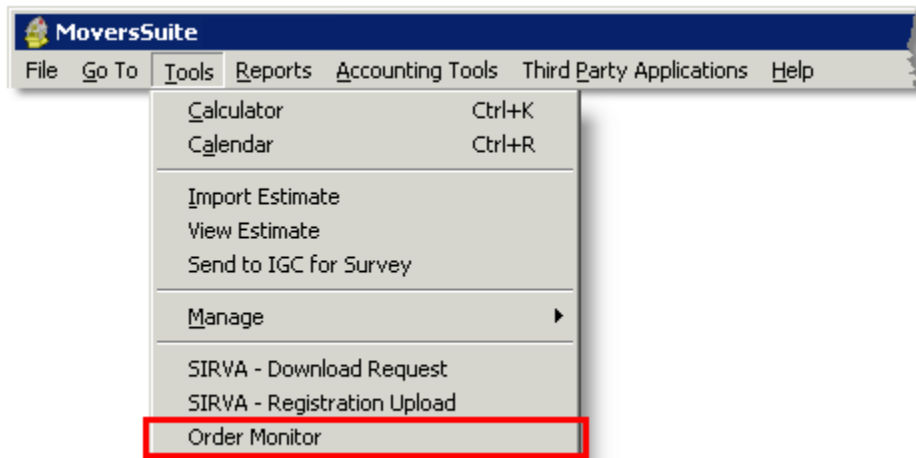 MoversSuite
File Go To Tools Reports Accounting Tools Third Party Applications Help
Calculator Ctrl+K
Calendar Ctrl+R
Import Estimate
View Estimate
Send to IGC for Survey
Manage
SIRVA - Download Request
SIRVA - Registration Upload
Order Monitor